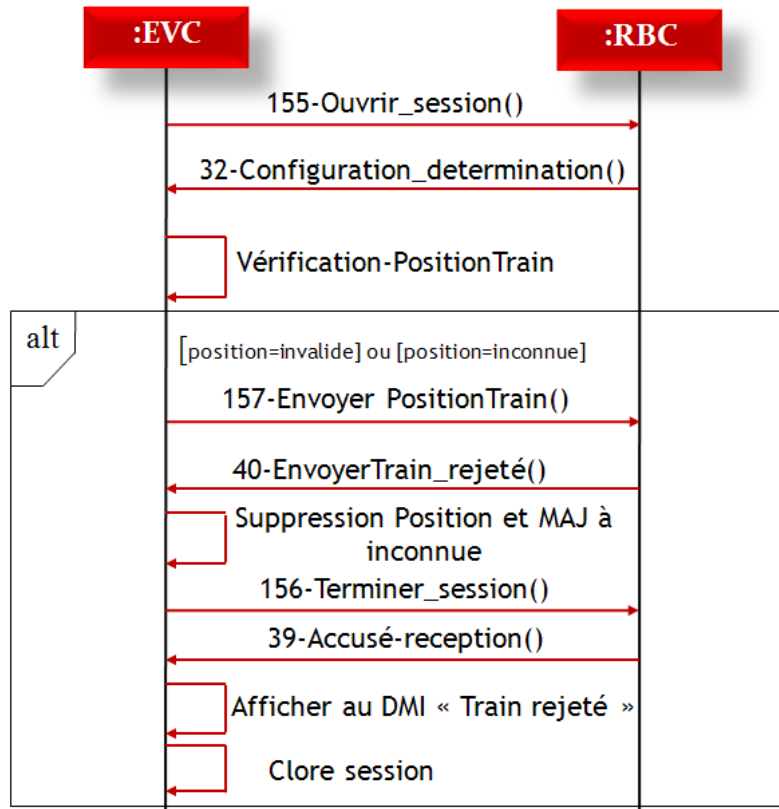 :EVC
:RBC
155-Ouvrir_session()
32-Configuration_determination()
Vérification-PositionTrain
alt
[position=invalide] ou [position=inconnue]
157-Envoyer PositionTrain()
40-EnvoyerTrain_rejeté()
Suppression Position et MAJ à
inconnue
156-Terminer_session()
39-Accusé-reception()
Afficher au DMI « Train rejeté »
Clore session